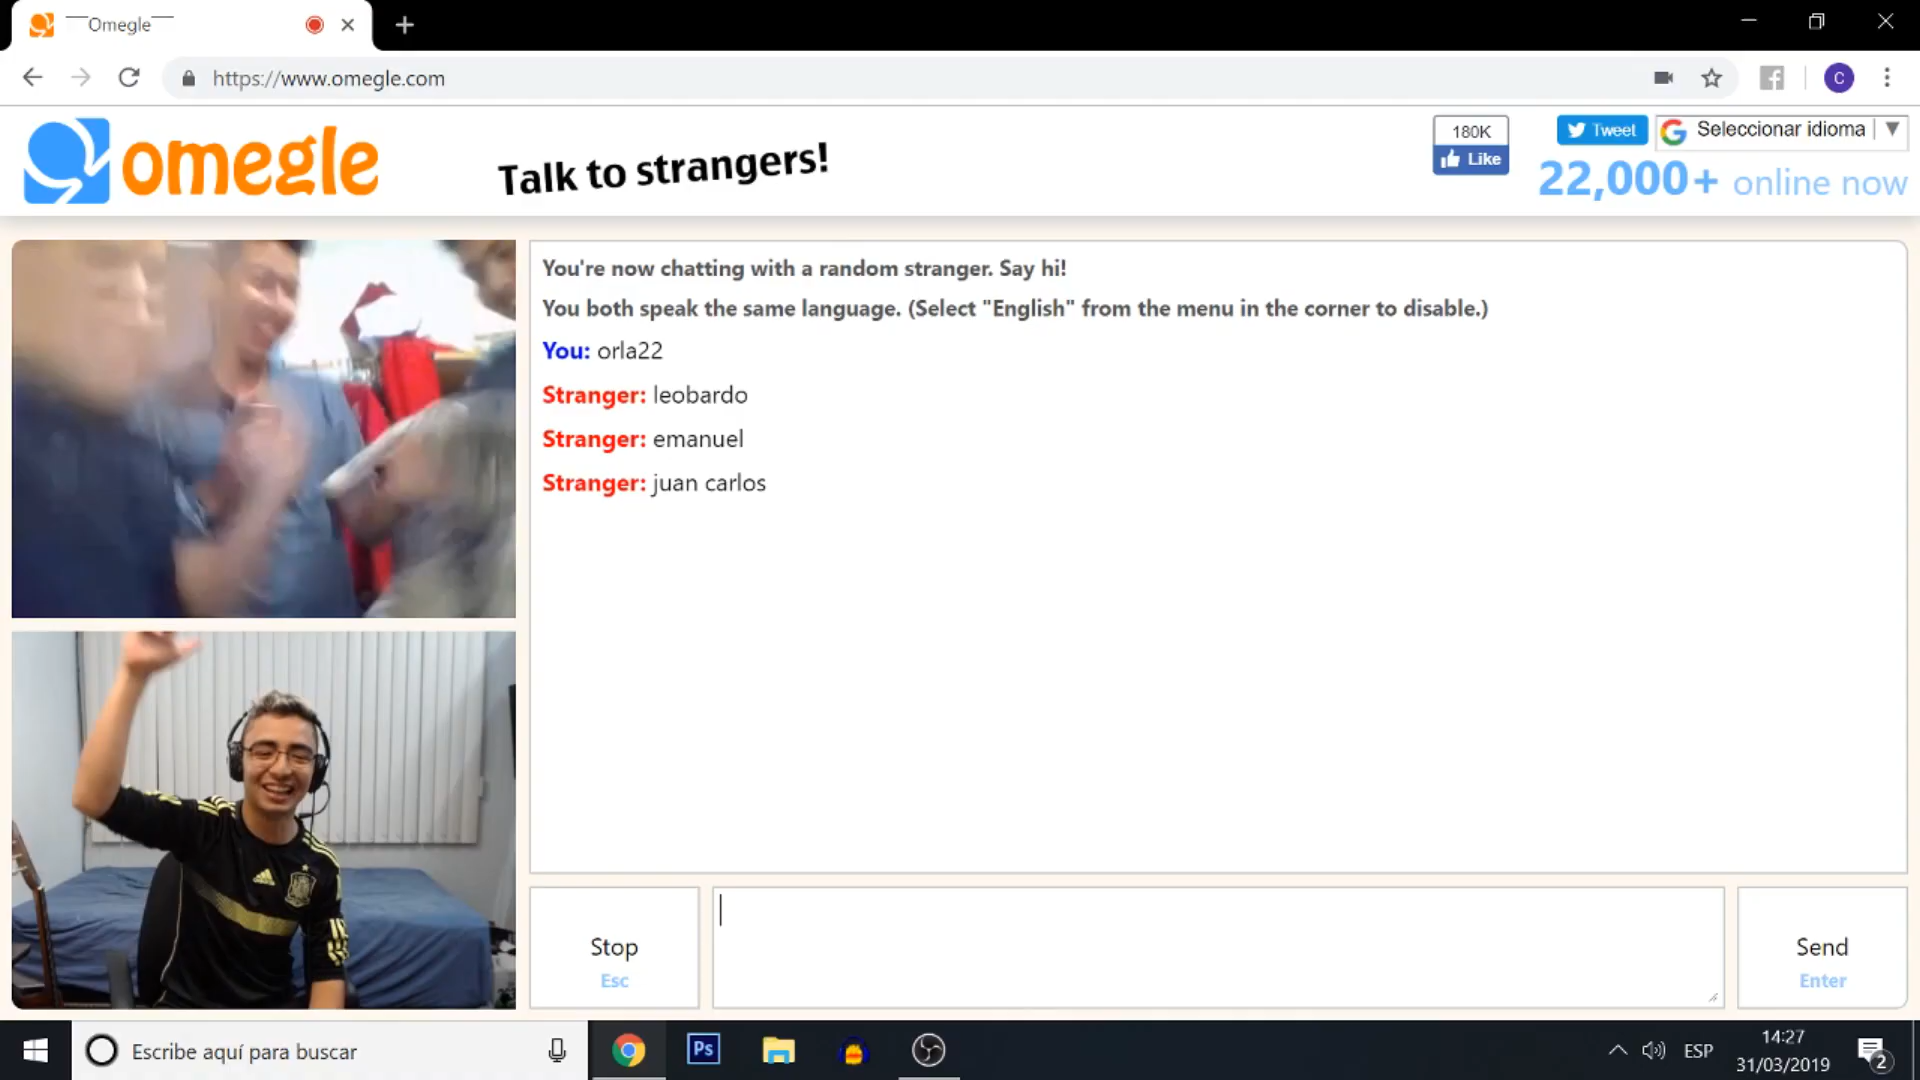 Omegle
https://www.omegle.com
C
omegle
Talk to strangers!
180K
Like
Tweet
Seleccionar idioma
22,000+ online now
You're now chatting with a random stranger. Say hi!
You both speak the same language. (Select "English" from the menu in the corner to disable.)
You: orla22
Stranger: leobardo
Stranger: emanuel
Stranger: juan carlos
Stop
Esc
Send
Enter
Escribe aquí para buscar
Ps
ESP
14:27
31/03/2019
2